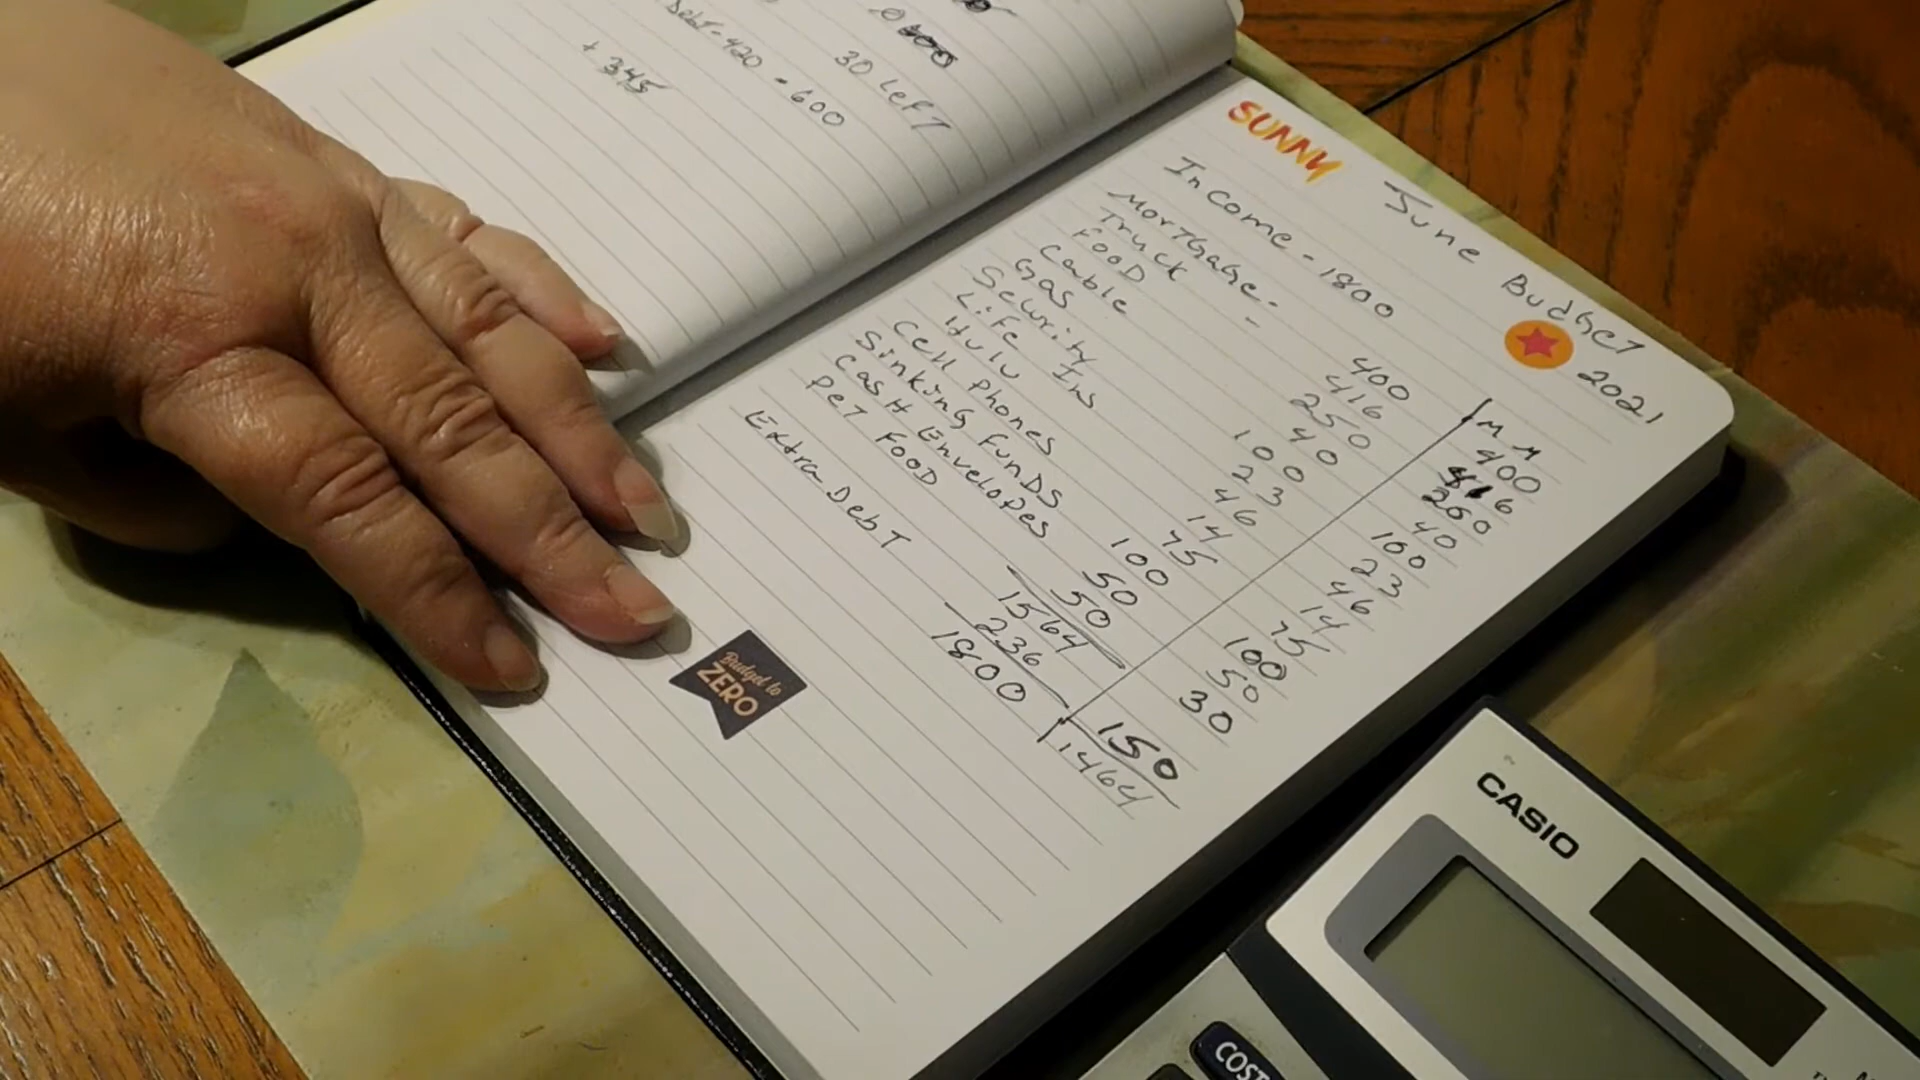 Debt-420 = 600
+ 345
30 Left
SUNNY
June Budget 2021
Income - 1800
M M
Mortgage - 400 400
Truck - 416 816
Food 250 200
Cable 40 40
Gas 100 100
Security 23 23
Life Ins 46 46
Hulu 14 14
Cell Phones 75 75
Sinking Funds 100 100
Cash Envelopes 50 50
Pet Food 50 30
1564
Extra Debt 236 150
1800 1464
Budget to
ZERO
CASIO
COST